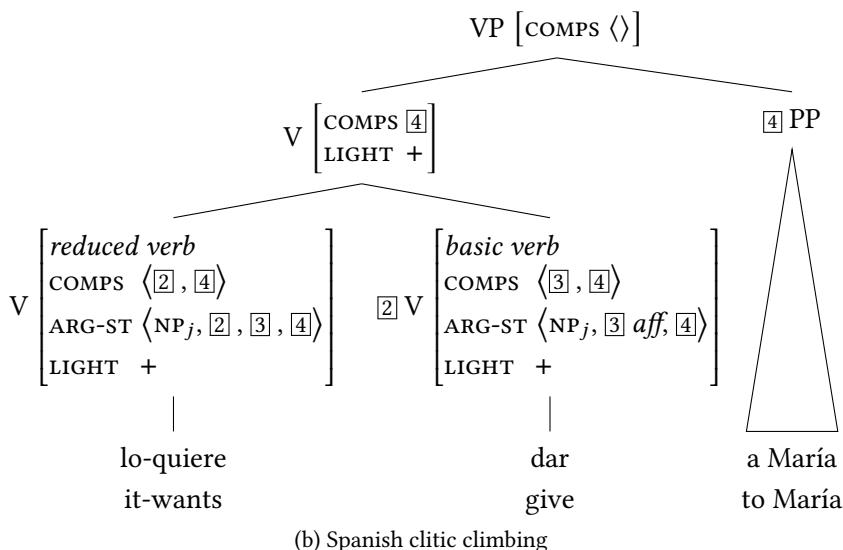 VP [COMPS ⟨⟩]
V [COMPS 4
LIGHT +]
4 PP
V [reduced verb
COMPS ⟨2 , 4⟩
ARG-ST ⟨NPj, 2 , 3 , 4⟩
LIGHT +]
2 V [basic verb
COMPS ⟨3 , 4⟩
ARG-ST ⟨NPj, 3 aff, 4⟩
LIGHT +]
lo-quiere dar a María
it-wants give to María
(b) Spanish clitic climbing